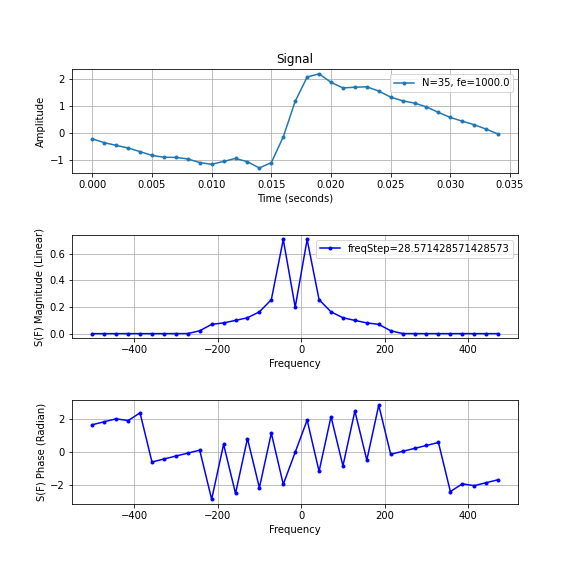 Signal
N=35, fe=1000.0
Amplitude
2
1
0
−1
0.000 0.005 0.010 0.015 0.020 0.025 0.030 0.035
Time (seconds)
freqStep=28.571428571428573
S(F) Magnitude (Linear)
0.6
0.4
0.2
0.0
−400 −200 0 200 400
Frequency
S(F) Phase (Radian)
2
0
−2
−400 −200 0 200 400
Frequency